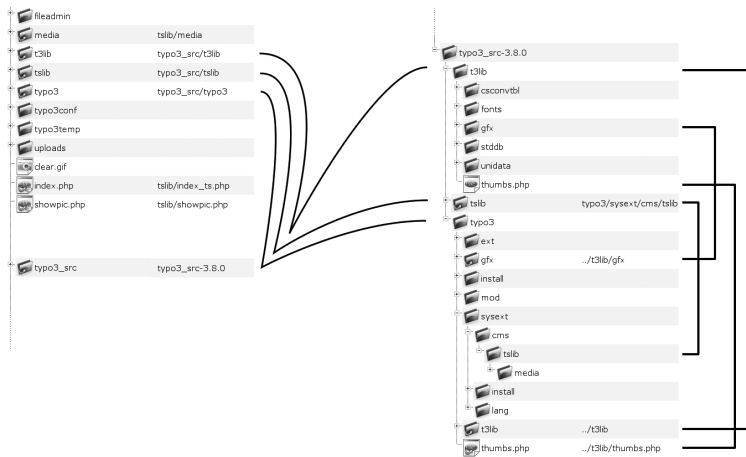 fileadmin
media tslib/media
t3lib typo3_src/t3lib
tslib typo3_src/tslib
typo3 typo3_src/typo3
typo3conf
typo3temp
uploads
clear.gif
index.php tslib/index_ts.php
showpic.php tslib/showpic.php
typo3_src typo3_src-3.8.0
typo3_src-3.8.0
t3lib
csconvtbl
fonts
gfx
stddb
unidata
thumbs.php
tslib typo3/sysext/cms/tslib
typo3
ext
gfx ../t3lib/gfx
install
mod
sysext
cms
tslib
media
install
lang
t3lib ../t3lib
thumbs.php ../t3lib/thumbs.php